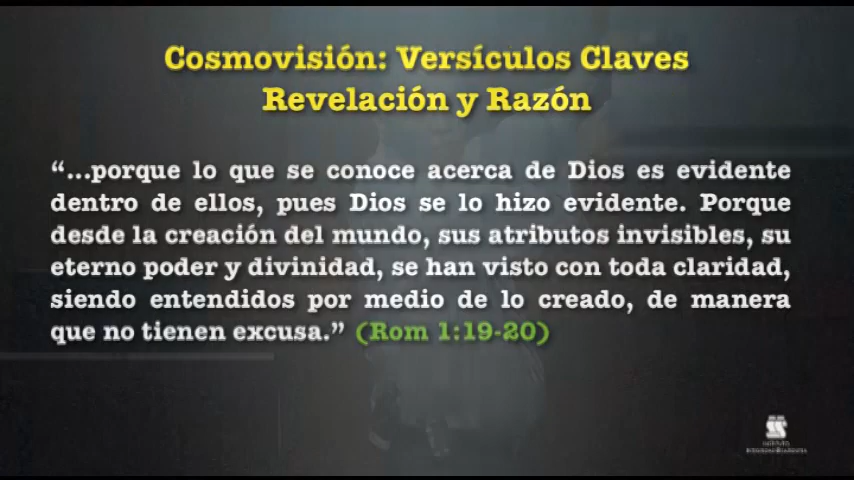 Cosmovisión: Versículos Claves
Revelación y Razón
“...porque lo que se conoce acerca de Dios es evidente
dentro de ellos, pues Dios se lo hizo evidente. Porque
desde la creación del mundo, sus atributos invisibles, su
eterno poder y divinidad, se han visto con toda claridad,
siendo entendidos por medio de lo creado, de manera
que no tienen excusa.” (Rom 1:19-20)